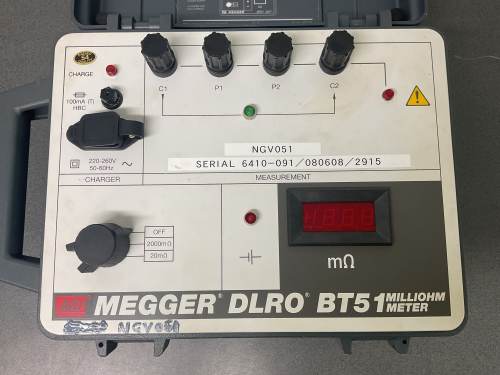 MEGGER
CHARGE
100mA (T)
HBC
C1
P1
P2
C2
NGV051
SERIAL 6410-091/080608/2915
220-260V
50-60Hz
CHARGER
MEASUREMENT
OFF
2000mΩ
20mΩ
mΩ
MEGGER® DLRO® BT51 MILLIOHM
METER
NGV051